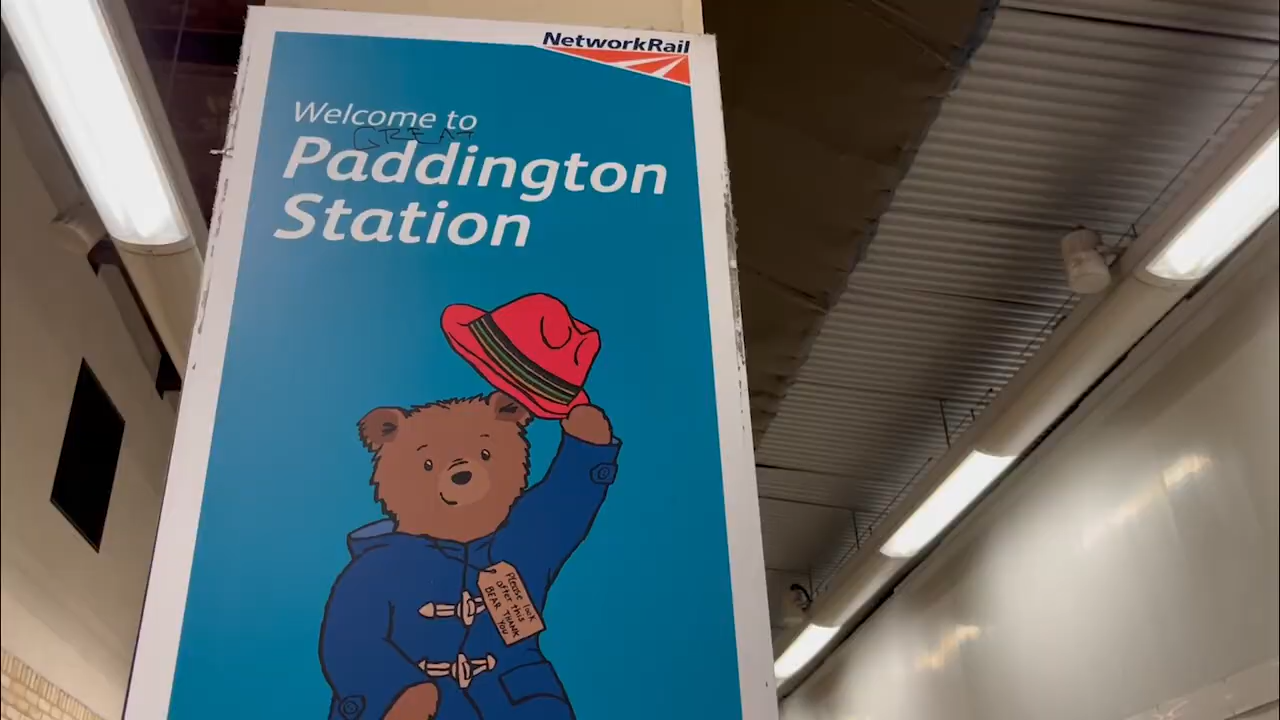 NetworkRail
Welcome to
GREAT
Paddington
Station
Please look
after this
BEAR THANK
YOU